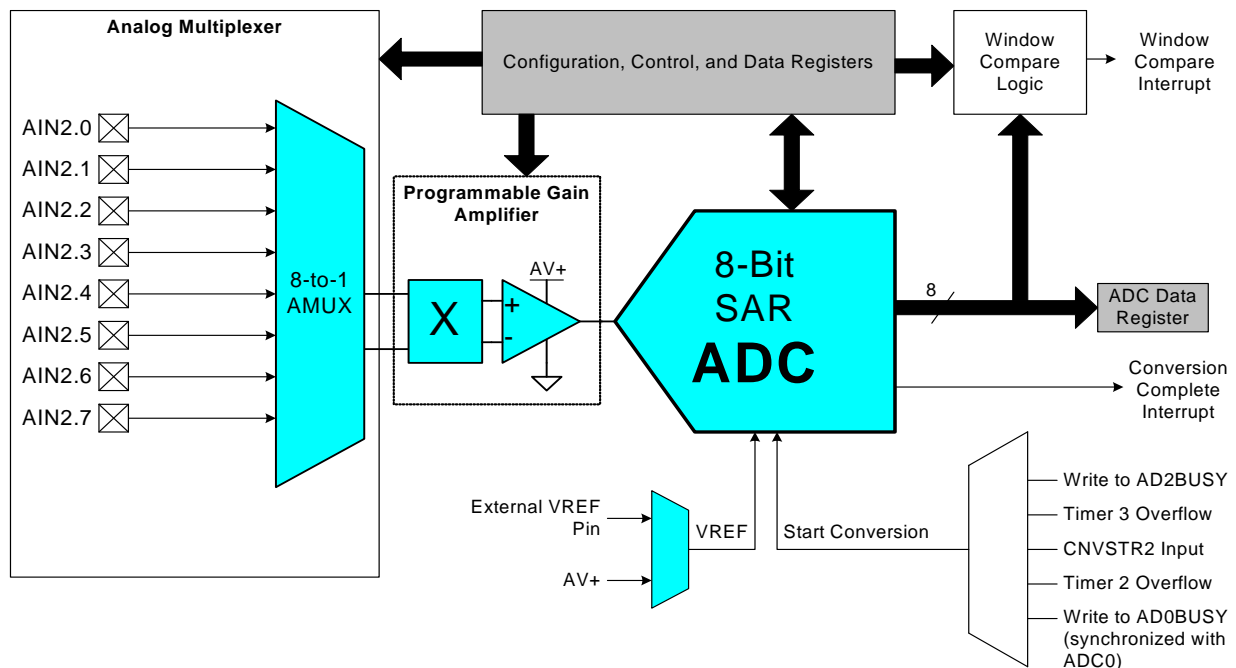 Analog Multiplexer
AIN2.0
AIN2.1
AIN2.2
AIN2.3
AIN2.4
AIN2.5
AIN2.6
AIN2.7
8-to-1
AMUX
Configuration, Control, and Data Registers
Window
Compare
Logic
Window
Compare
Interrupt
Programmable Gain
Amplifier
X
+
-
AV+
8-Bit
SAR
ADC
8
ADC Data
Register
Conversion
Complete
Interrupt
External VREF
Pin
AV+
VREF
Start Conversion
Write to AD2BUSY
Timer 3 Overflow
CNVSTR2 Input
Timer 2 Overflow
Write to AD0BUSY
(synchronized with
ADC0)